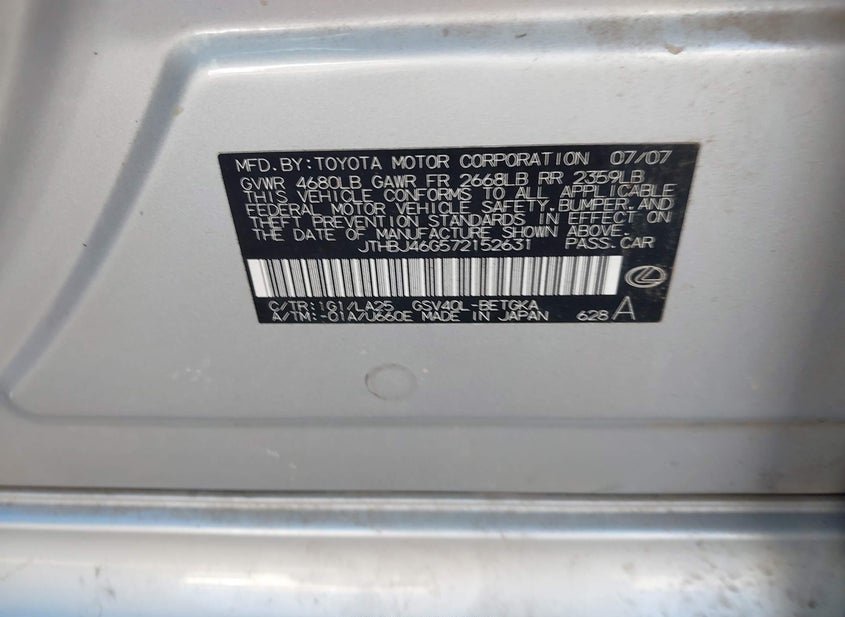 MFD. BY: TOYOTA MOTOR CORPORATION 07/07
GVWR 4680LB GAWR FR 2668LB RR 2359LB
THIS VEHICLE CONFORMS TO ALL APPLICABLE
FEDERAL MOTOR VEHICLE SAFETY, BUMPER, AND
THEFT PREVENTION STANDARDS IN EFFECT ON
THE DATE OF MANUFACTURE SHOWN ABOVE.
JTHBJ46G572152631 PASS. CAR
C/TR: 1G1/LA25 GSV40L-BETGKA
A/TM: -01A/U660E MADE IN JAPAN 628 A